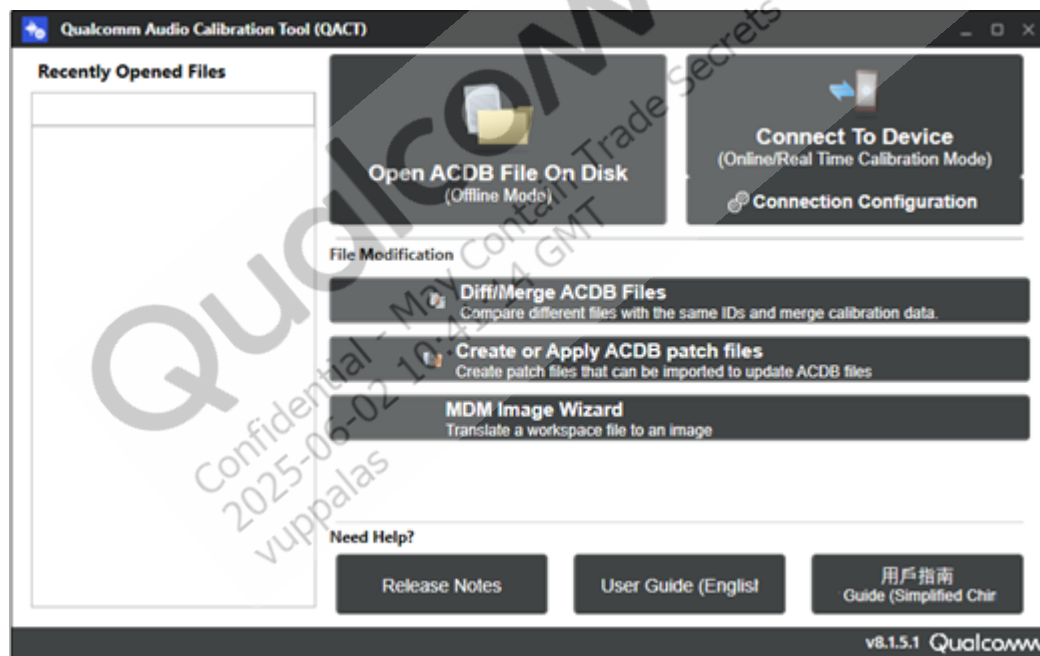 Qualcomm Audio Calibration Tool (QACT)
Recently Opened Files
Open ACDB File On Disk
(Offline Mode)
Connect To Device
(Online/Real Time Calibration Mode)
Connection Configuration
File Modification
Diff/Merge ACDB Files
Compare different files with the same IDs and merge calibration data.
Create or Apply ACDB patch files
Create patch files that can be imported to update ACDB files
MDM Image Wizard
Translate a workspace file to an image
Need Help?
Release Notes
User Guide (Englisl
用戶指南
Guide (Simplified Chir
v8.1.5.1 Qualcomm
Qualcomm
Confidential - May Contain Trade Secrets
2025-06-02 10:41:14 GMT
vuppalas